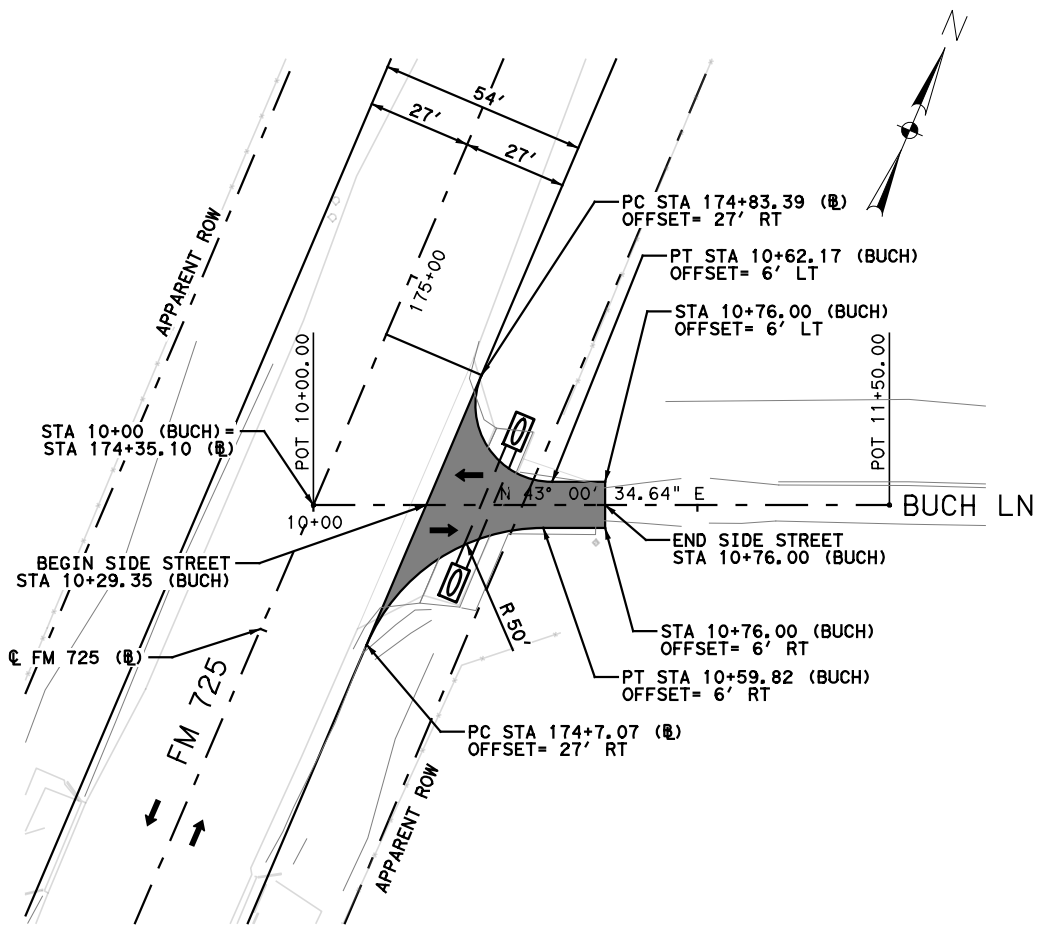 N
54'
27'
27'
PC STA 174+83.39 (B)
OFFSET= 27' RT
PT STA 10+62.17 (BUCH)
OFFSET= 6' LT
APPARENT ROW
175+00
STA 10+76.00 (BUCH)
OFFSET= 6' LT
POT 10+00.00
POT 11+50.00
STA 10+00 (BUCH)=
STA 174+35.10 (B)
N 43° 00' 34.64" E
10+00
BUCH LN
BEGIN SIDE STREET
STA 10+29.35 (BUCH)
END SIDE STREET
STA 10+76.00 (BUCH)
R 50'
STA 10+76.00 (BUCH)
OFFSET= 6' RT
℄ FM 725 (B)
PT STA 10+59.82 (BUCH)
OFFSET= 6' RT
FM 725
PC STA 174+7.07 (B)
OFFSET= 27' RT
APPARENT ROW